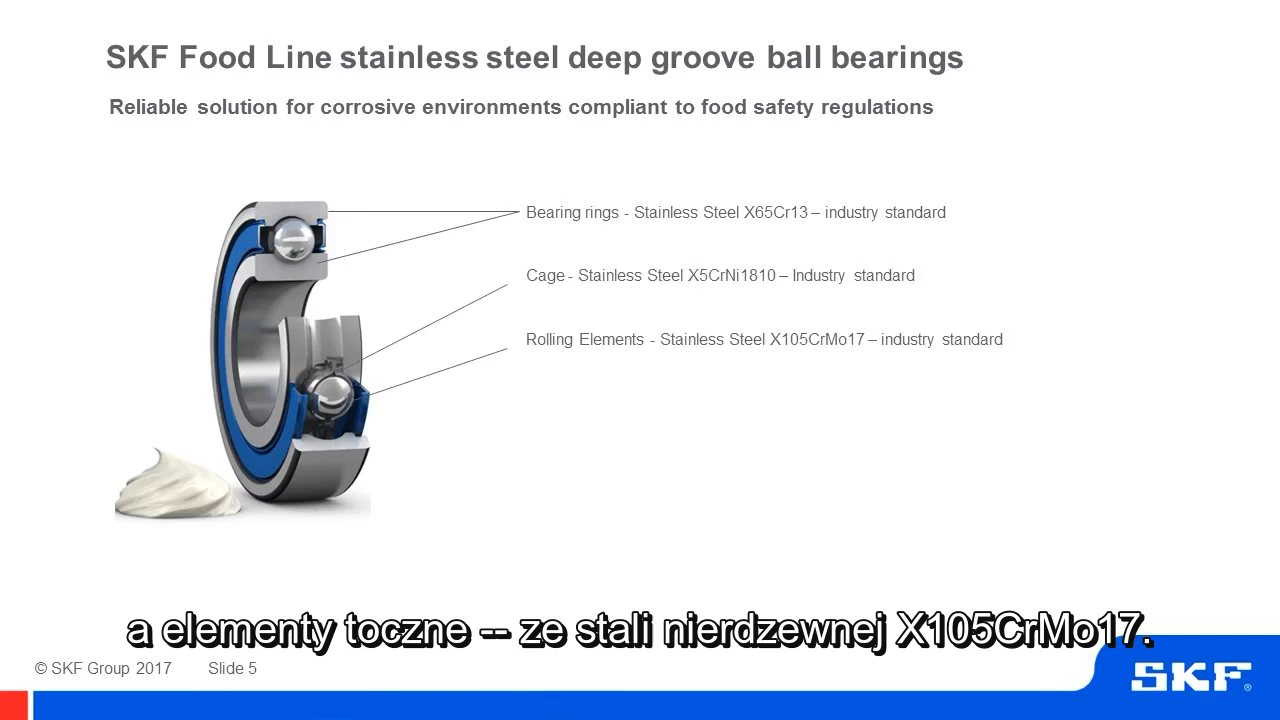 SKF Food Line stainless steel deep groove ball bearings
Reliable solution for corrosive environments compliant to food safety regulations
Bearing rings - Stainless Steel X65Cr13 – industry standard
Cage - Stainless Steel X5CrNi1810 – Industry standard
Rolling Elements - Stainless Steel X105CrMo17 – industry standard
a elementy toczne -- ze stali nierdzewnej X105CrMo17.
© SKF Group 2017 Slide 5
SKF®